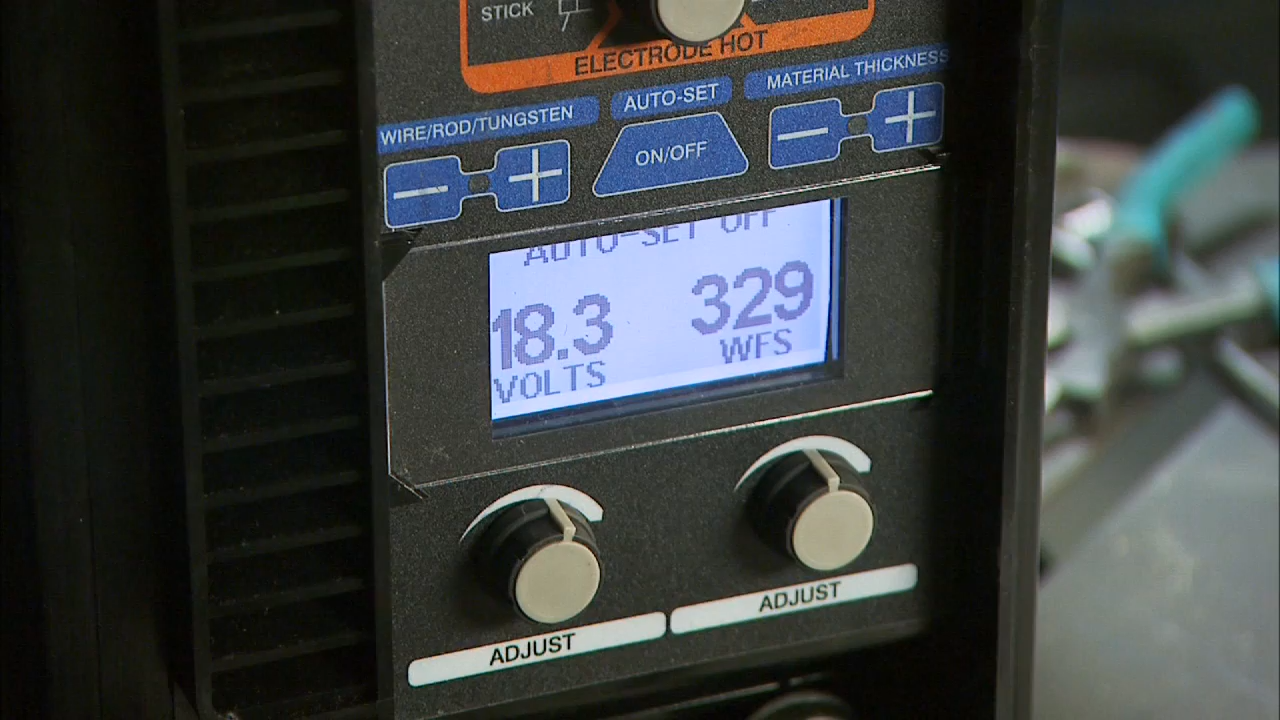 STICK
ELECTRODE HOT
WIRE/ROD/TUNGSTEN
AUTO-SET
MATERIAL THICKNESS
ON/OFF
AUTO-SET OFF
18.3
329
VOLTS
WFS
ADJUST
ADJUST